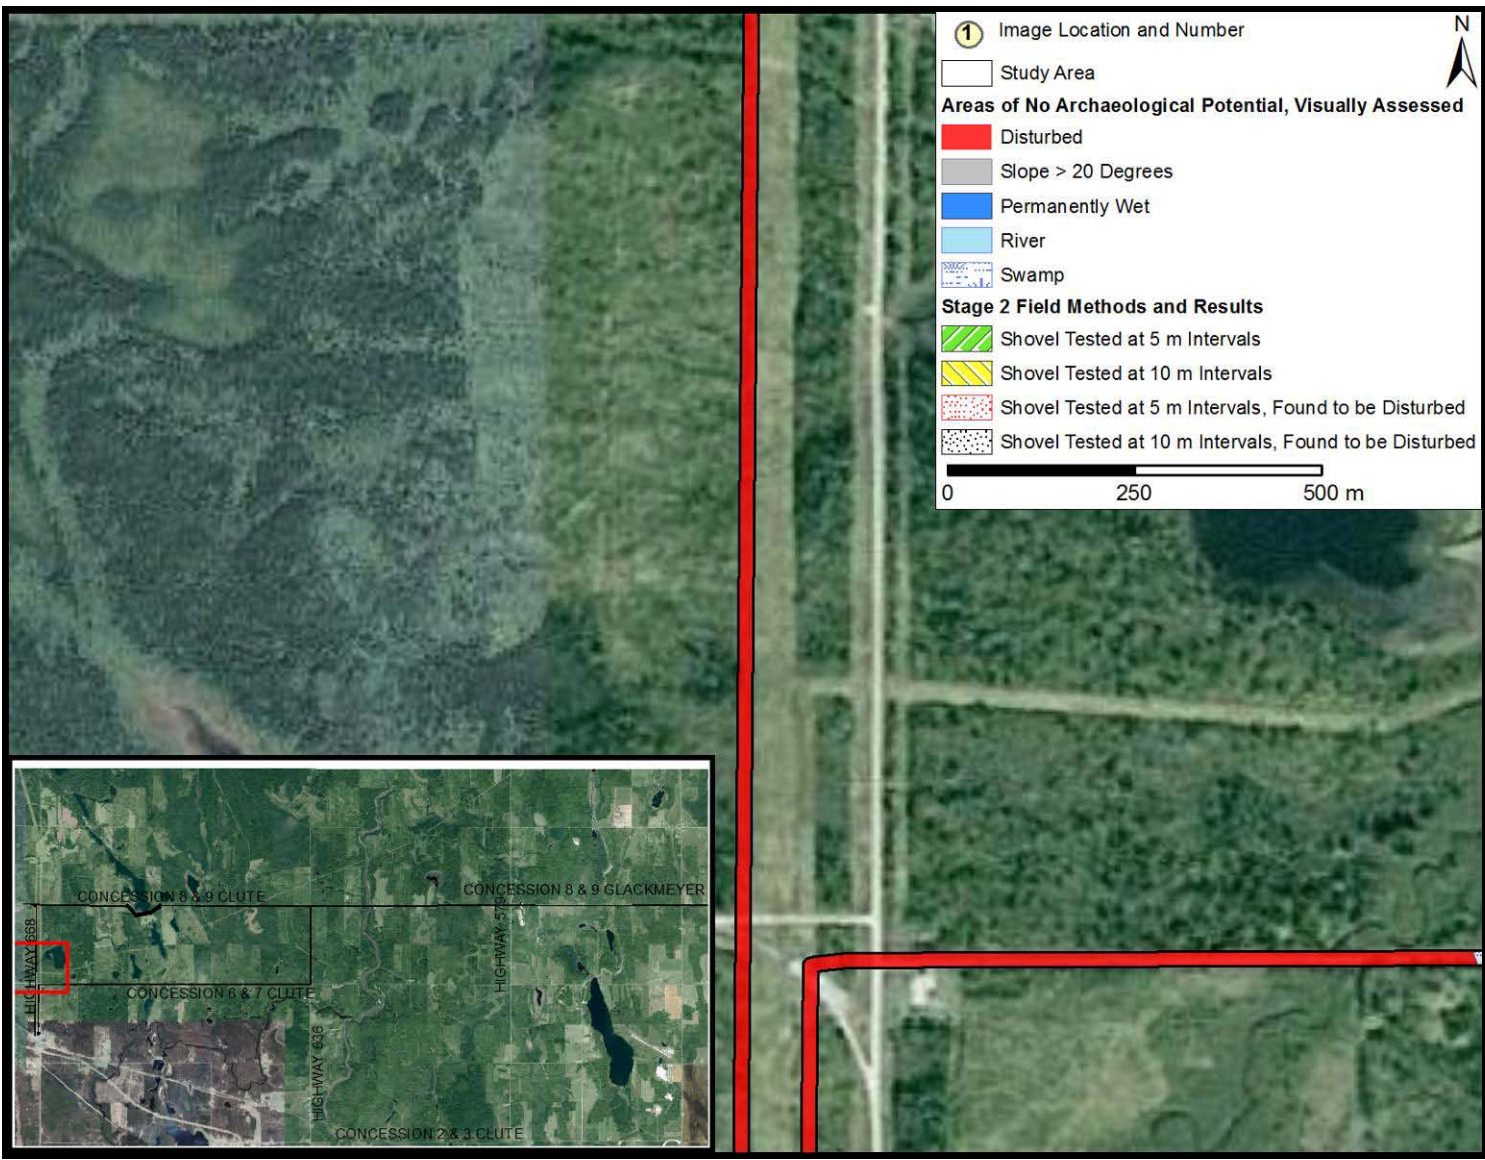 N
1 Image Location and Number
Study Area
Areas of No Archaeological Potential, Visually Assessed
Disturbed
Slope > 20 Degrees
Permanently Wet
River
Swamp
Stage 2 Field Methods and Results
Shovel Tested at 5 m Intervals
Shovel Tested at 10 m Intervals
Shovel Tested at 5 m Intervals, Found to be Disturbed
Shovel Tested at 10 m Intervals, Found to be Disturbed
0 250 500 m
CONCESSION 8 & 9 CLUTE
CONCESSION 8 & 9 GLACKMEYER
HIGHWAY 668
HIGHWAY 579
CONCESSION 6 & 7 CLUTE
HIGHWAY 636
CONCESSION 2 & 3 CLUTE